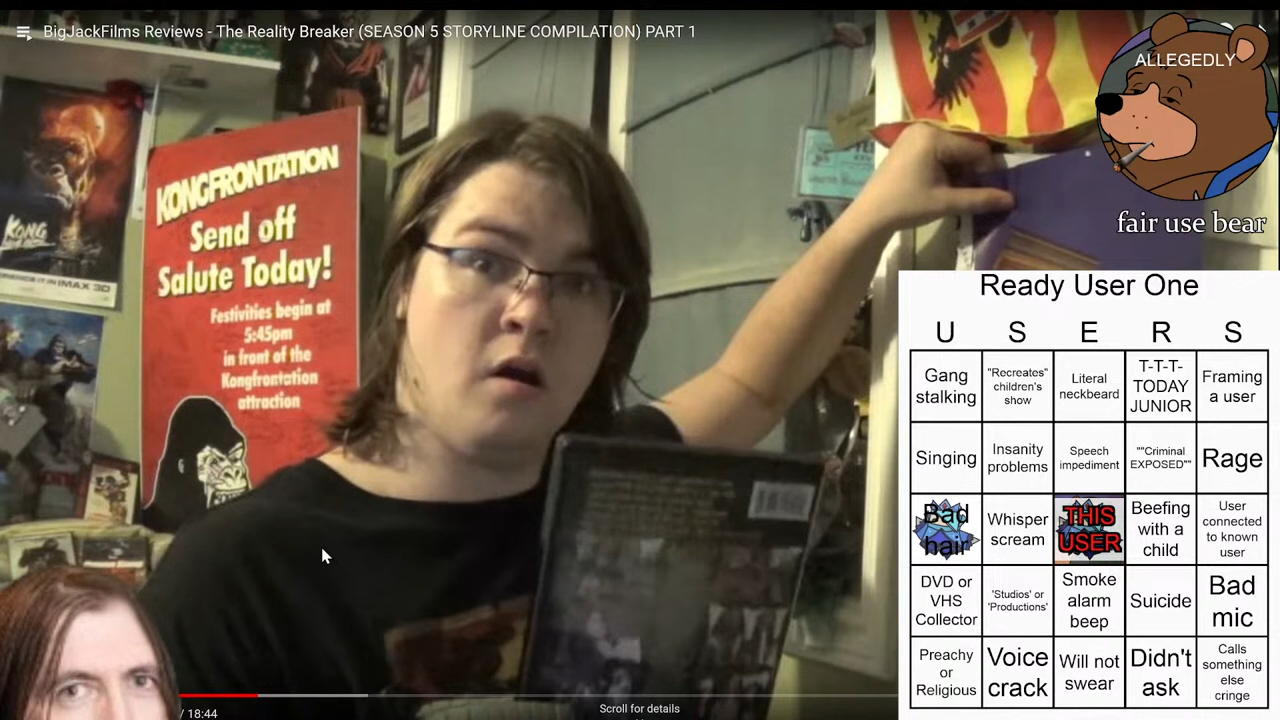 BigJackFilms Reviews - The Reality Breaker (SEASON 5 STORYLINE COMPILATION) PART 1
ALLEGEDLY
fair use bear
KONGFRONTATION
Send off
Salute Today!
Festivities begin at
5:45pm
in front of the
Kongfrontation
attraction
KONG
IMAX 3D
Ready User One
U S E R S
Gang
stalking
"Recreates"
children's
show
Literal
neckbeard
T-T-T-
TODAY
JUNIOR
Framing
a user
Singing
Insanity
problems
Speech
impediment
""Criminal
EXPOSED""
Rage
Bad
hair
Whisper
scream
THIS
USER
Beefing
with a
child
User
connected
to known
user
DVD or
VHS
Collector
'Studios' or
'Productions'
Smoke
alarm
beep
Suicide
Bad
mic
Preachy
or
Religious
Voice
crack
Will not
swear
Didn't
ask
Calls
something
else
cringe
/ 18:44
Scroll for details